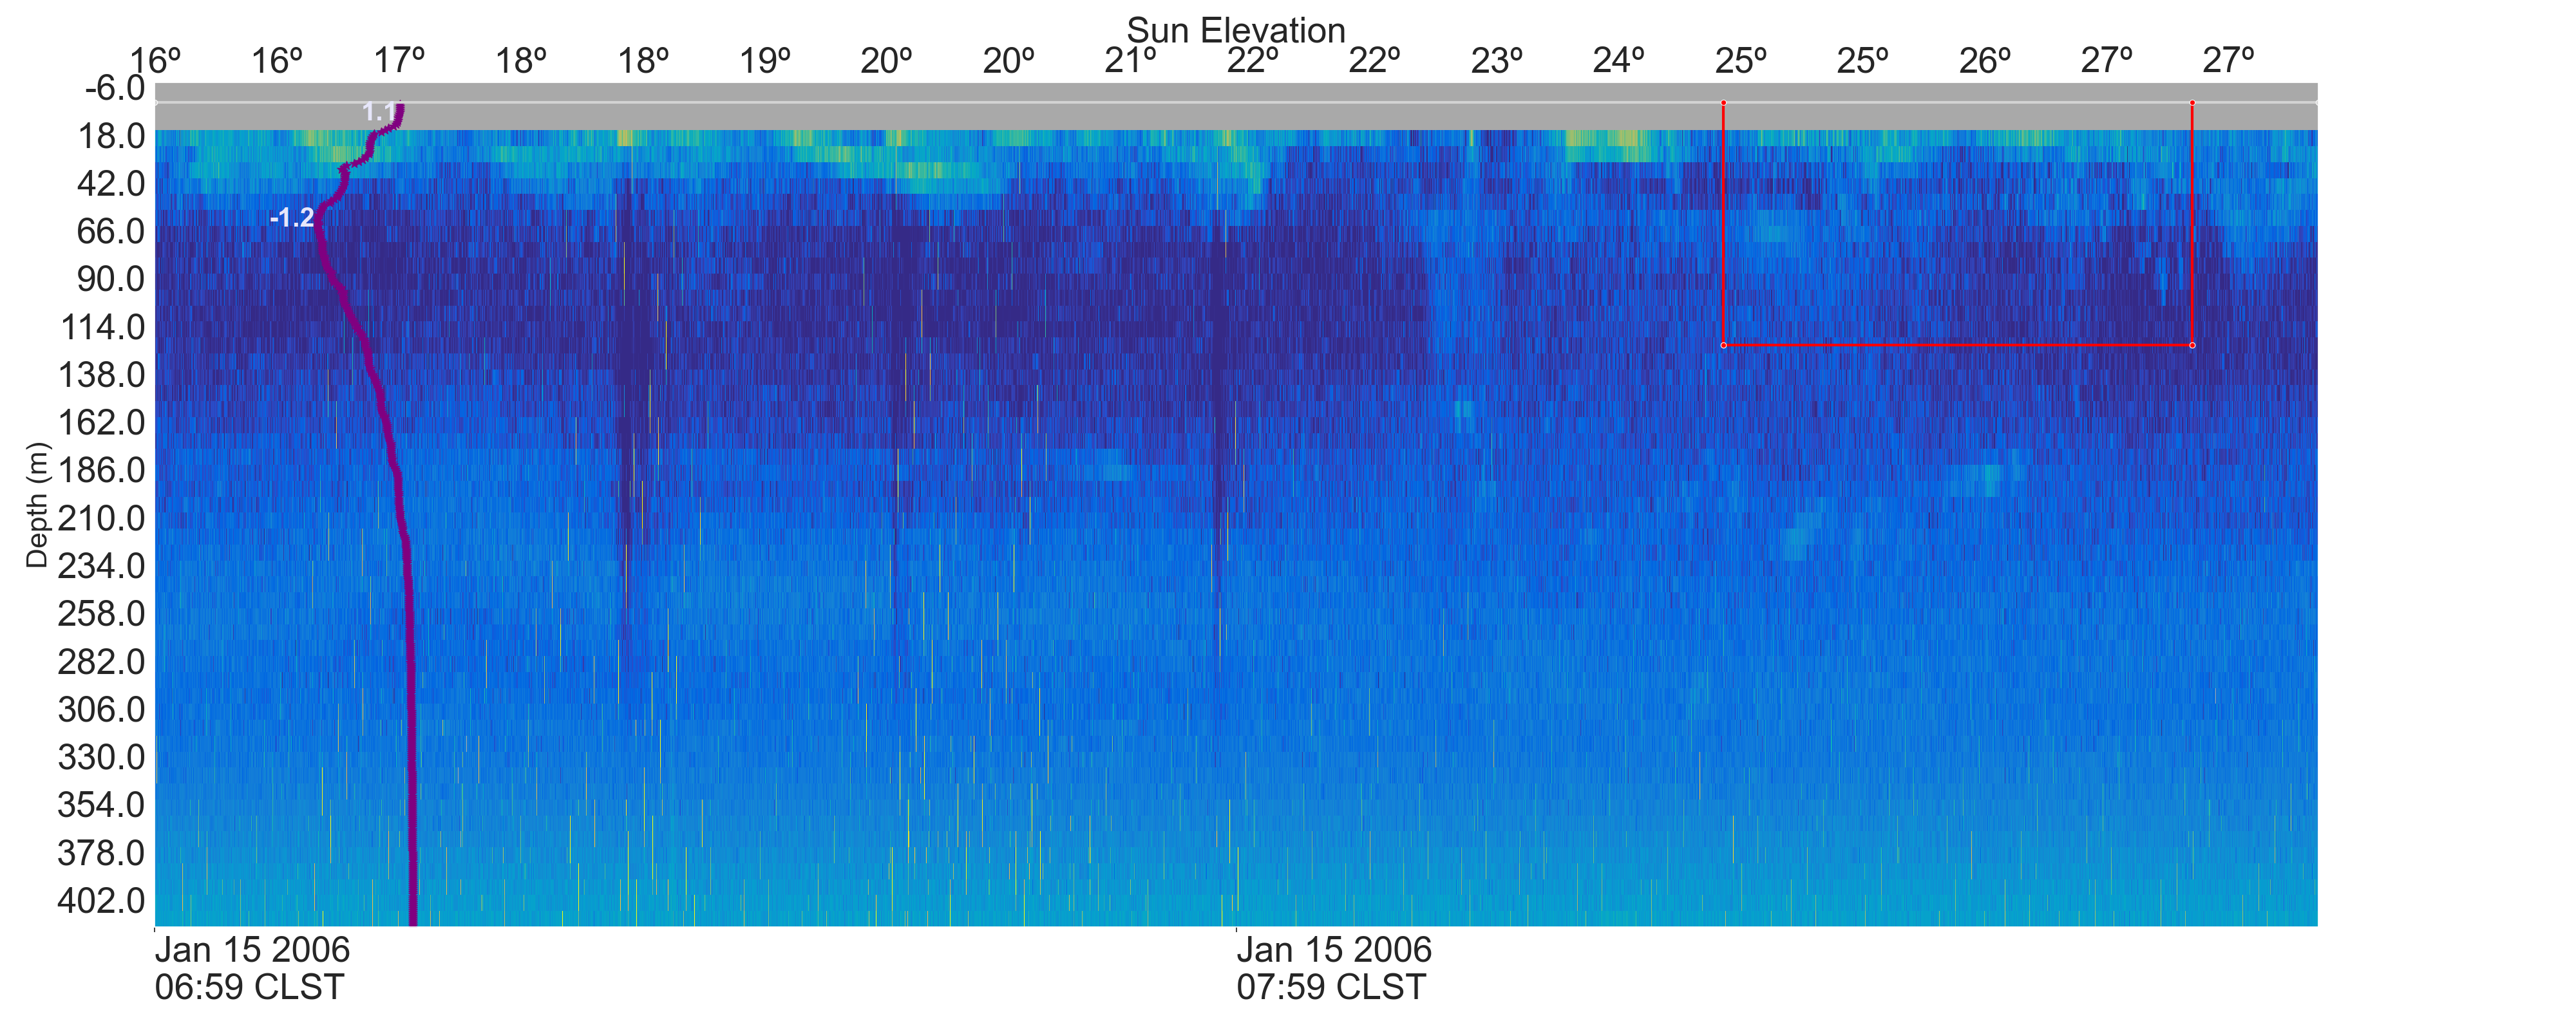 Sun Elevation
16º 16º 17º 18º 18º 19º 20º 20º 21º 22º 22º 23º 24º 25º 25º 26º 27º 27º
-6.0
1.1
18.0
42.0
-1.2
66.0
90.0
114.0
138.0
162.0
186.0
210.0
234.0
258.0
282.0
306.0
330.0
354.0
378.0
402.0
Depth (m)
Jan 15 2006
06:59 CLST
Jan 15 2006
07:59 CLST